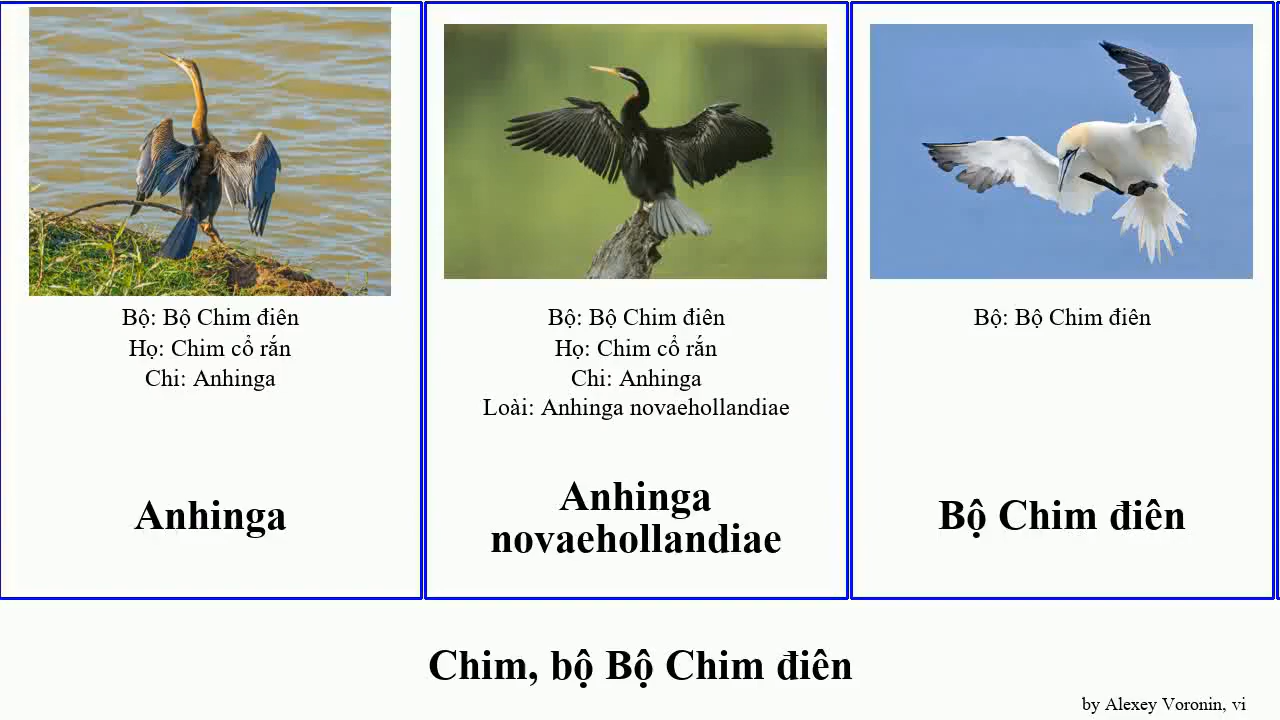 Bộ: Bộ Chim điên
Họ: Chim cổ rắn
Chi: Anhinga
Anhinga
Bộ: Bộ Chim điên
Họ: Chim cổ rắn
Chi: Anhinga
Loài: Anhinga novaehollandiae
Anhinga
novaehollandiae
Bộ: Bộ Chim điên
Bộ Chim điên
Chim, bộ Bộ Chim điên
by Alexey Voronin, vi